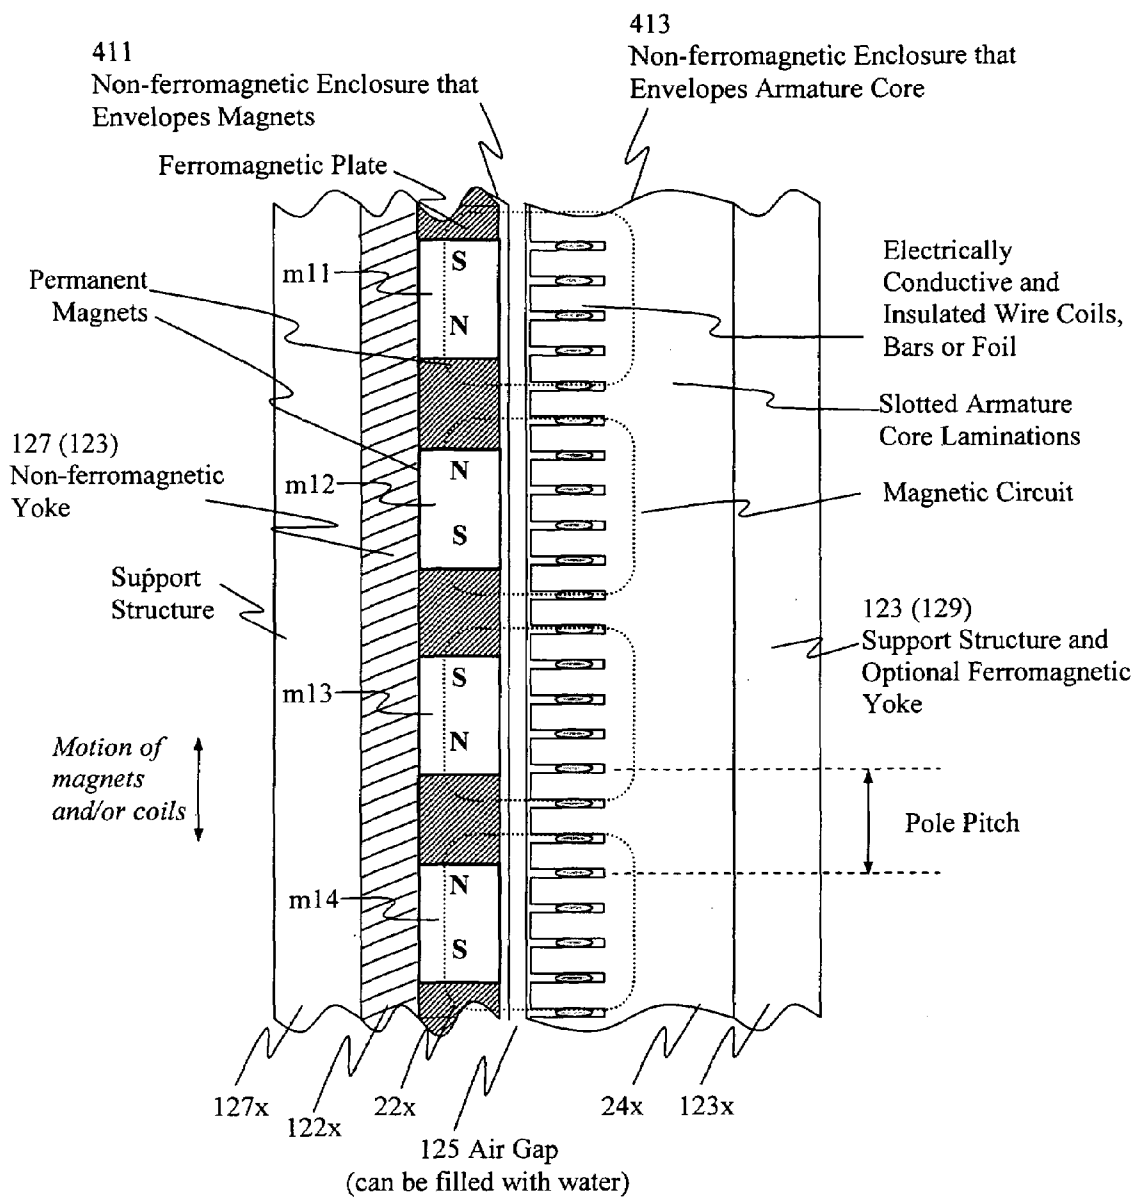 411
Non-ferromagnetic Enclosure that
Envelopes Magnets
413
Non-ferromagnetic Enclosure that
Envelopes Armature Core
Ferromagnetic Plate
Permanent
Magnets
m11
S
N
Electrically
Conductive and
Insulated Wire Coils,
Bars or Foil
Slotted Armature
Core Laminations
127 (123)
Non-ferromagnetic
Yoke
m12
N
S
Magnetic Circuit
Support
Structure
123 (129)
Support Structure and
Optional Ferromagnetic
Yoke
m13
S
N
Motion of
magnets
and/or coils
Pole Pitch
m14
N
S
127x
122x
22x
24x
123x
125 Air Gap
(can be filled with water)